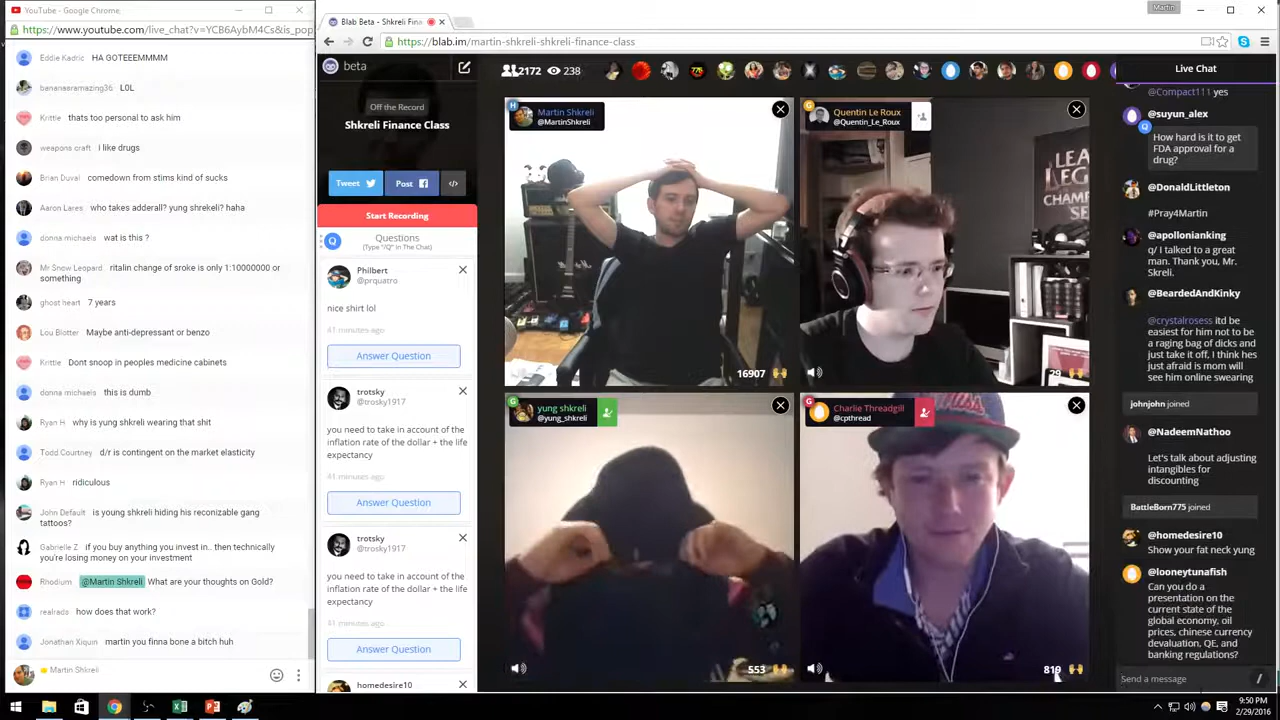 YouTube - Google Chrome
https://www.youtube.com/live_chat?v=YCB6AybM4Cs&is_pop
Eddie Kadric HA GOTEEEMMMM
bananasramazing36 LOL
Krittle thats too personal to ask him
weapons craft i like drugs
Brian Duval comedown from stims kind of sucks
Aaron Lares who takes adderall? yung shrekeli? haha
donna michaels wat is this ?
Mr Snow Leopard ritalin change of sroke is only 1:10000000 or
something
ghost heart 7 years
Lou Blotter Maybe anti-depressant or benzo
Krittle Dont snoop in peoples medicine cabinets
donna michaels this is dumb
Ryan H why is yung shkreli wearing that shit
Todd Courtney d/r is contingent on the market elasticity
Ryan H ridiculous
John Default is young shkreli hiding his reconizable gang
tattoos?
Gabrielle Z if you buy anything you invest in.. then technically
you're losing money on your investment
Rhodium @Martin Shkreli What are your thoughts on Gold?
realrads how does that work?
Jonathan Xiquin martin you finna bone a bitch huh
Martin Shkreli
Martin
Blab Beta - Shkreli Fina
https://blab.im/martin-shkreli-shkreli-finance-class
beta
2172 238
Off the Record
Shkreli Finance Class
Tweet Post </>
Start Recording
Q Questions
(Type "/Q" In The Chat)
Philbert
@prquatro
nice shirt lol
41 minutes ago
Answer Question
trotsky
@trosky1917
you need to take in account of the
inflation rate of the dollar + the life
expectancy
41 minutes ago
Answer Question
trotsky
@trosky1917
you need to take in account of the
inflation rate of the dollar + the life
expectancy
41 minutes ago
Answer Question
homedesire10
H Martin Shkreli
@MartinShkreli
16907
G Quentin Le Roux
@Quentin_Le_Roux
29
G yung shkreli
@yung_shkreli
553
G Charlie Threadgill
@cpthread
819
Live Chat
@Compact111 yes
@suyun_alex
Q How hard is it to get
FDA approval for a
drug?
@DonaldLittleton
#Pray4Martin
@apollonianking
q/ I talked to a great
man. Thank you, Mr.
Skreli.
@BeardedAndKinky
@crystalrosess itd be
easiest for him not to be
a raging bag of dicks and
just take it off, I think hes
just afraid is mom will
see him online swearing
johnjohn joined
@NadeemNathoo
Let's talk about adjusting
intangibles for
discounting
BattleBorn775 joined
@homedesire10
Show your fat neck yung
@looneytunafish
Can you do a
presentation on the
current state of the
global economy, oil
prices, chinese currency
devaluation, QE, and
banking regulations?
Send a message /
9:50 PM
2/29/2016